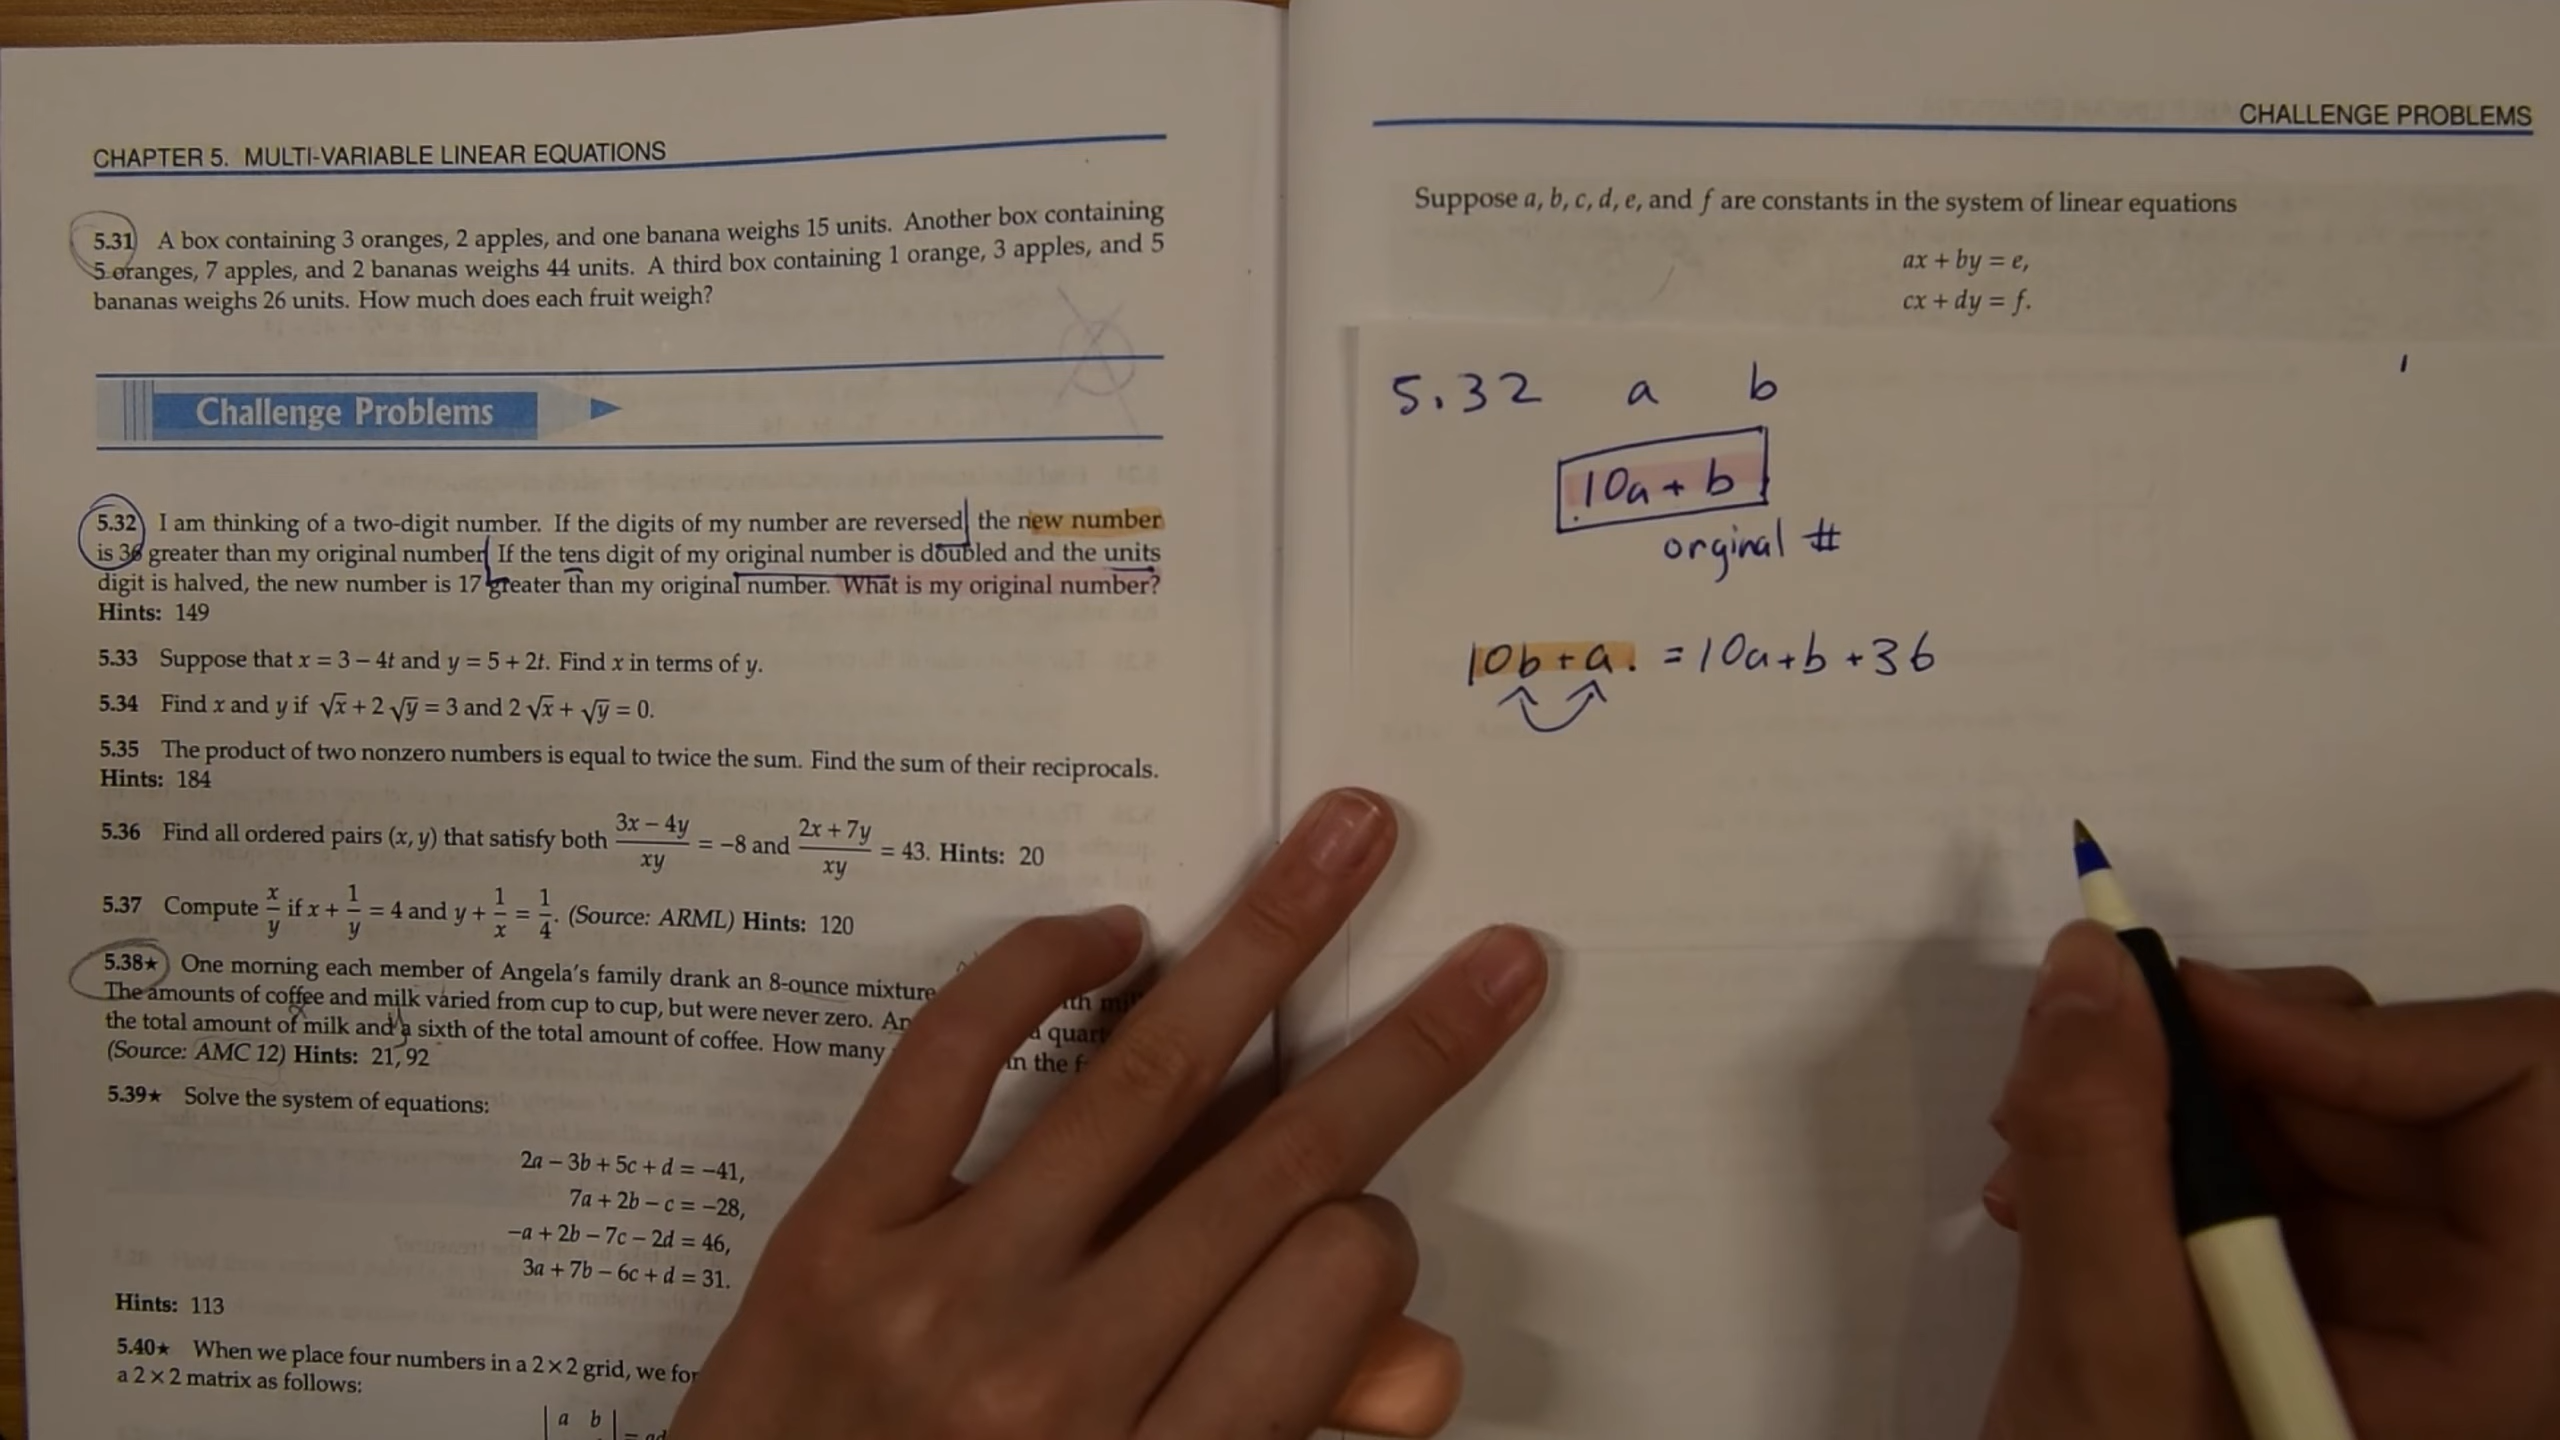 CHAPTER 5. MULTI-VARIABLE LINEAR EQUATIONS
5.31 A box containing 3 oranges, 2 apples, and one banana weighs 15 units. Another box containing
5 oranges, 7 apples, and 2 bananas weighs 44 units. A third box containing 1 orange, 3 apples, and 5
bananas weighs 26 units. How much does each fruit weigh?
Challenge Problems
5.32 I am thinking of a two-digit number. If the digits of my number are reversed, the new number
is 36 greater than my original number. If the tens digit of my original number is doubled and the units
digit is halved, the new number is 17 greater than my original number. What is my original number?
Hints: 149
5.33 Suppose that x = 3 − 4t and y = 5 + 2t. Find x in terms of y.
5.34 Find x and y if √x + 2√y = 3 and 2√x + √y = 0.
5.35 The product of two nonzero numbers is equal to twice the sum. Find the sum of their reciprocals.
Hints: 184
5.36 Find all ordered pairs (x, y) that satisfy both (3x − 4y)/xy = −8 and (2x + 7y)/xy = 43. Hints: 20
5.37 Compute x/y if x + 1/y = 4 and y + 1/x = 1/4. (Source: ARML) Hints: 120
5.38★ One morning each member of Angela's family drank an 8-ounce mixture
The amounts of coffee and milk varied from cup to cup, but were never zero. quart
the total amount of milk and a sixth of the total amount of coffee. How many in the
(Source: AMC 12) Hints: 21, 92
5.39★ Solve the system of equations:
2a − 3b + 5c + d = −41,
7a + 2b − c = −28,
−a + 2b − 7c − 2d = 46,
3a + 7b − 6c + d = 31.
Hints: 113
5.40★ When we place four numbers in a 2 × 2 grid, we for
a 2 × 2 matrix as follows:
a b
CHALLENGE PROBLEMS
Suppose a, b, c, d, e, and f are constants in the system of linear equations
ax + by = e,
cx + dy = f.
5.32 a b
10a + b
orginal #
10b + a = 10a + b + 36